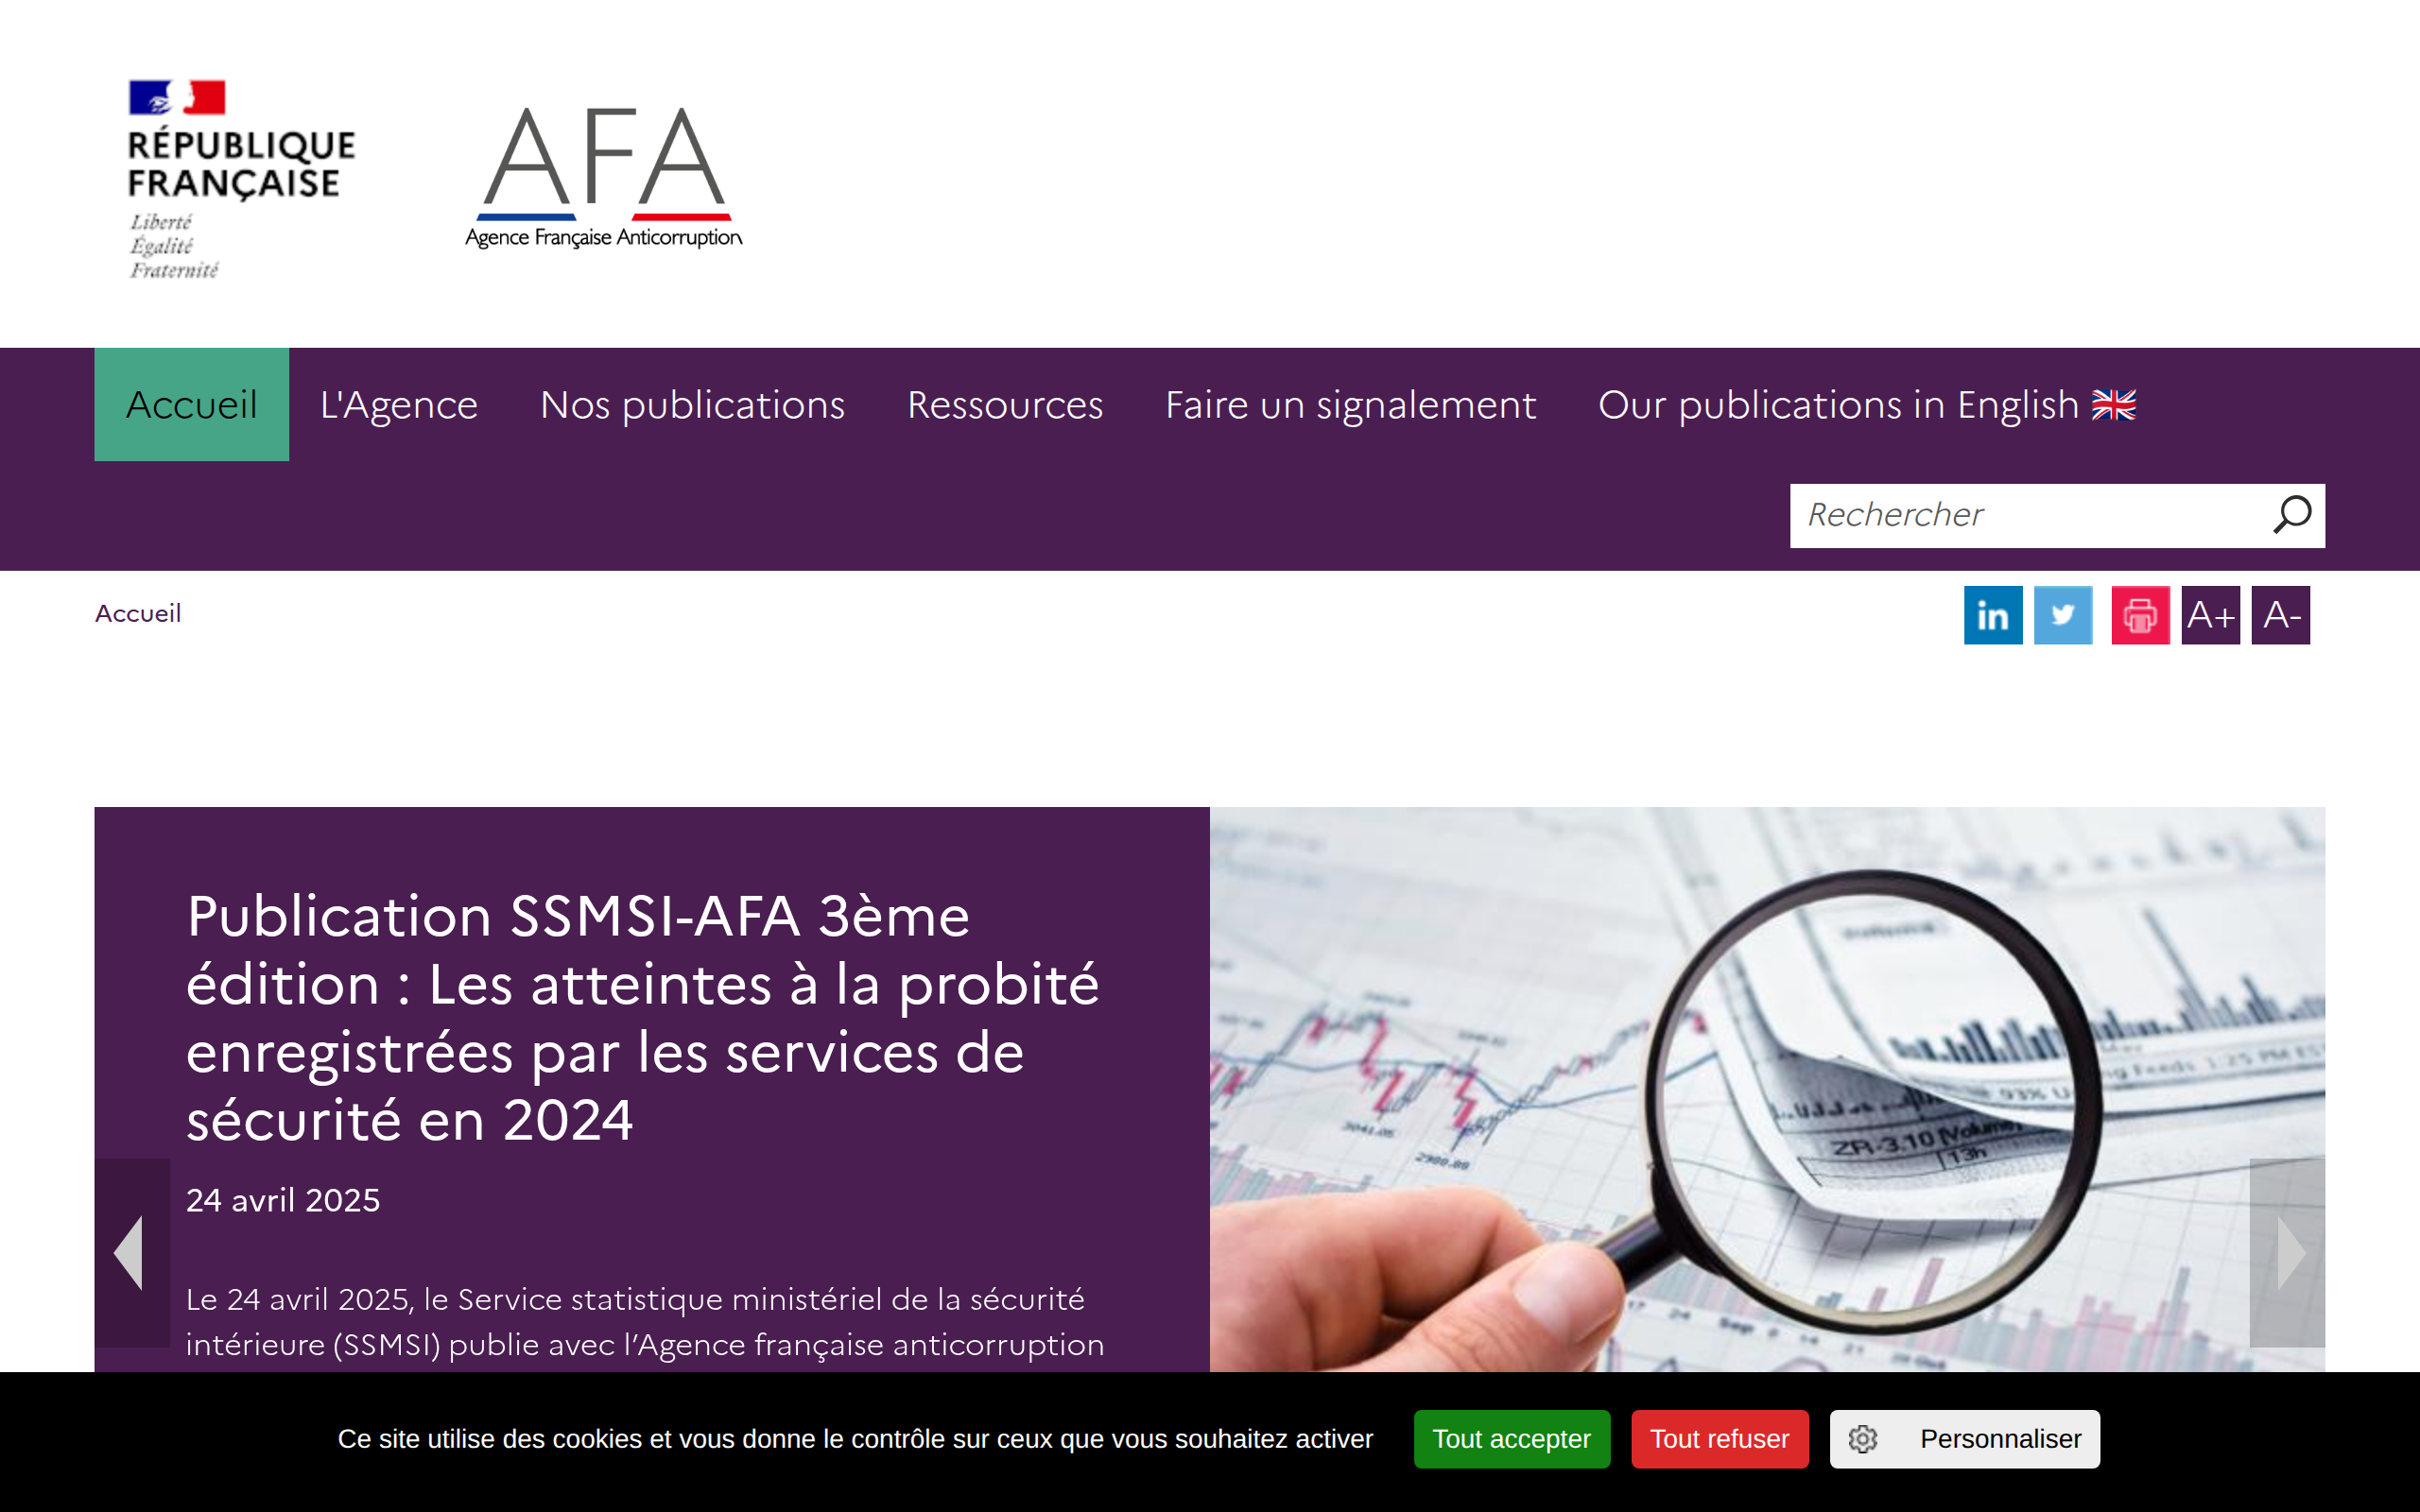 RÉPUBLIQUE
FRANÇAISE
Liberté
Égalité
Fraternité
AFA
Agence Française Anticorruption
Accueil
L'Agence
Nos publications
Ressources
Faire un signalement
Our publications in English 🇬🇧
Rechercher
Accueil
in
A+
A-
Publication SSMSI-AFA 3ème
édition : Les atteintes à la probité
enregistrées par les services de
sécurité en 2024
24 avril 2025
Le 24 avril 2025, le Service statistique ministériel de la sécurité
intérieure (SSMSI) publie avec l’Agence française anticorruption
ZR-3.10 [Volume]
13h
Ce site utilise des cookies et vous donne le contrôle sur ceux que vous souhaitez activer
Tout accepter
Tout refuser
Personnaliser